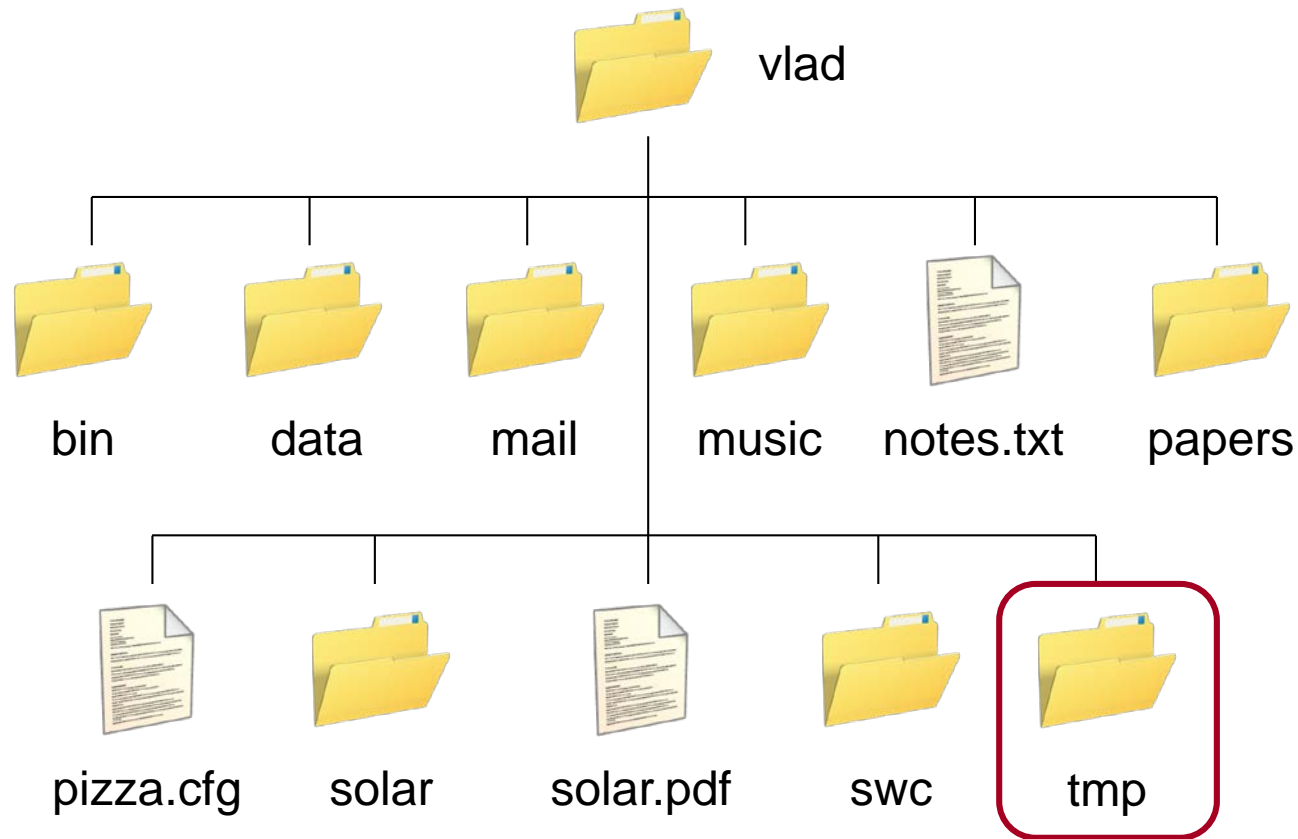 vlad
bin data mail music notes.txt papers
pizza.cfg solar solar.pdf swc tmp